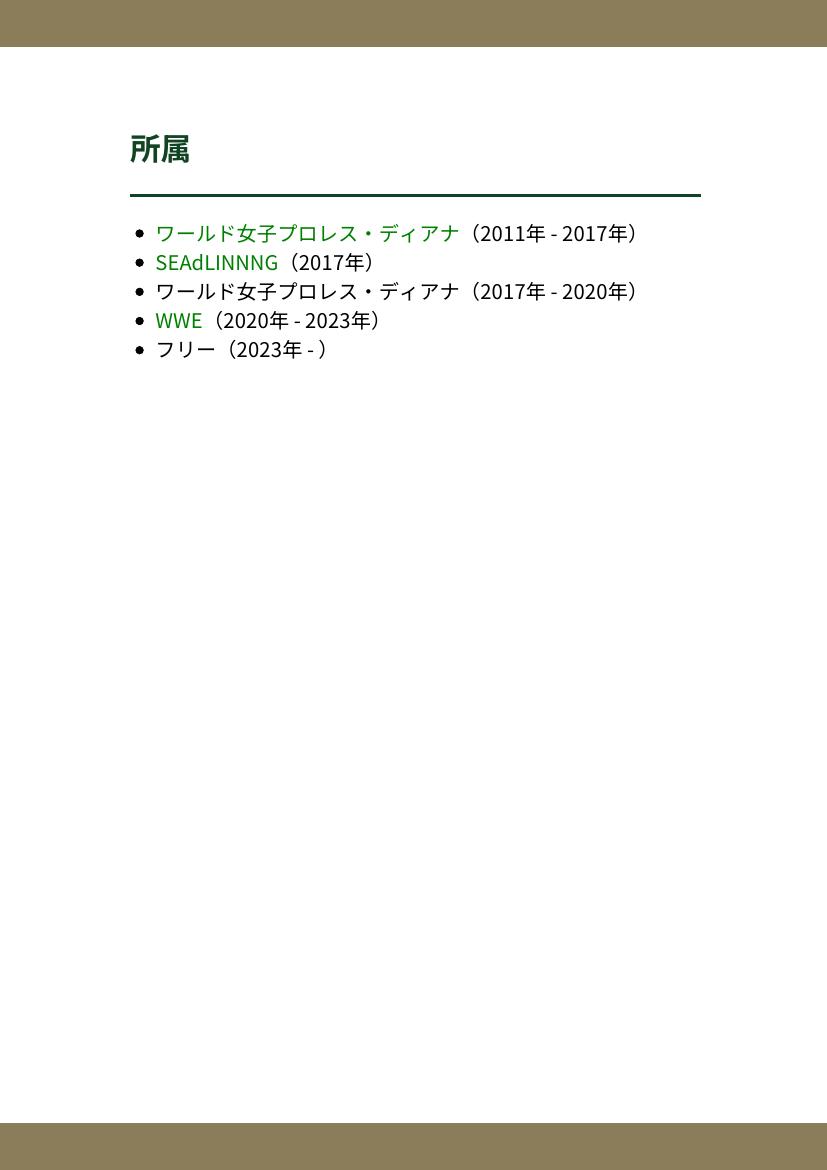 所属
ワールド女子プロレス・ディアナ（2011年 - 2017年）
SEAdLINNNG（2017年）
ワールド女子プロレス・ディアナ（2017年 - 2020年）
WWE（2020年 - 2023年）
フリー（2023年 - ）